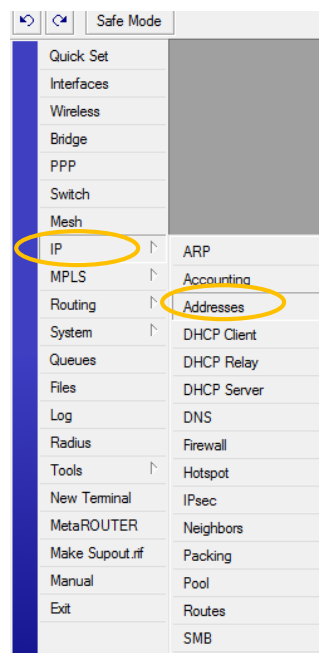 Safe Mode
Quick Set
Interfaces
Wireless
Bridge
PPP
Switch
Mesh
IP
MPLS
Routing
System
Queues
Files
Log
Radius
Tools
New Terminal
MetaROUTER
Make Supout.rif
Manual
Exit
ARP
Accounting
Addresses
DHCP Client
DHCP Relay
DHCP Server
DNS
Firewall
Hotspot
IPsec
Neighbors
Packing
Pool
Routes
SMB